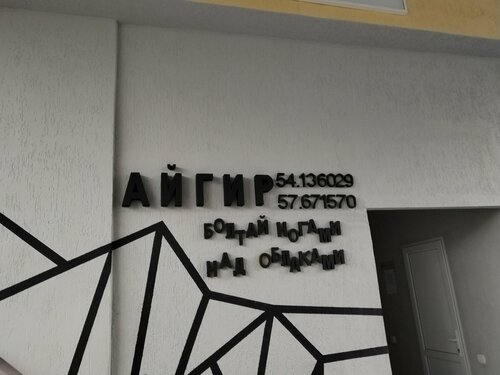 АЙГИР
54.136029
57.671570
БОЛТАЙ НОГАМИ
НАД ОБЛАКАМИ